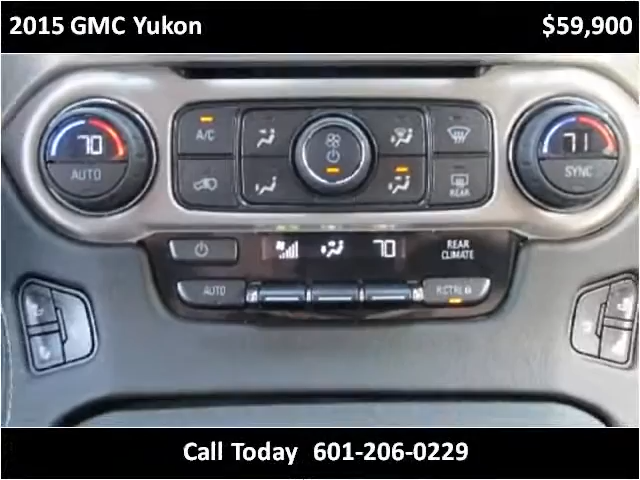 2015 GMC Yukon $59,900
70 A/C 71
AUTO SYNC
REAR
70 REAR
CLIMATE
AUTO
Call Today 601-206-0229